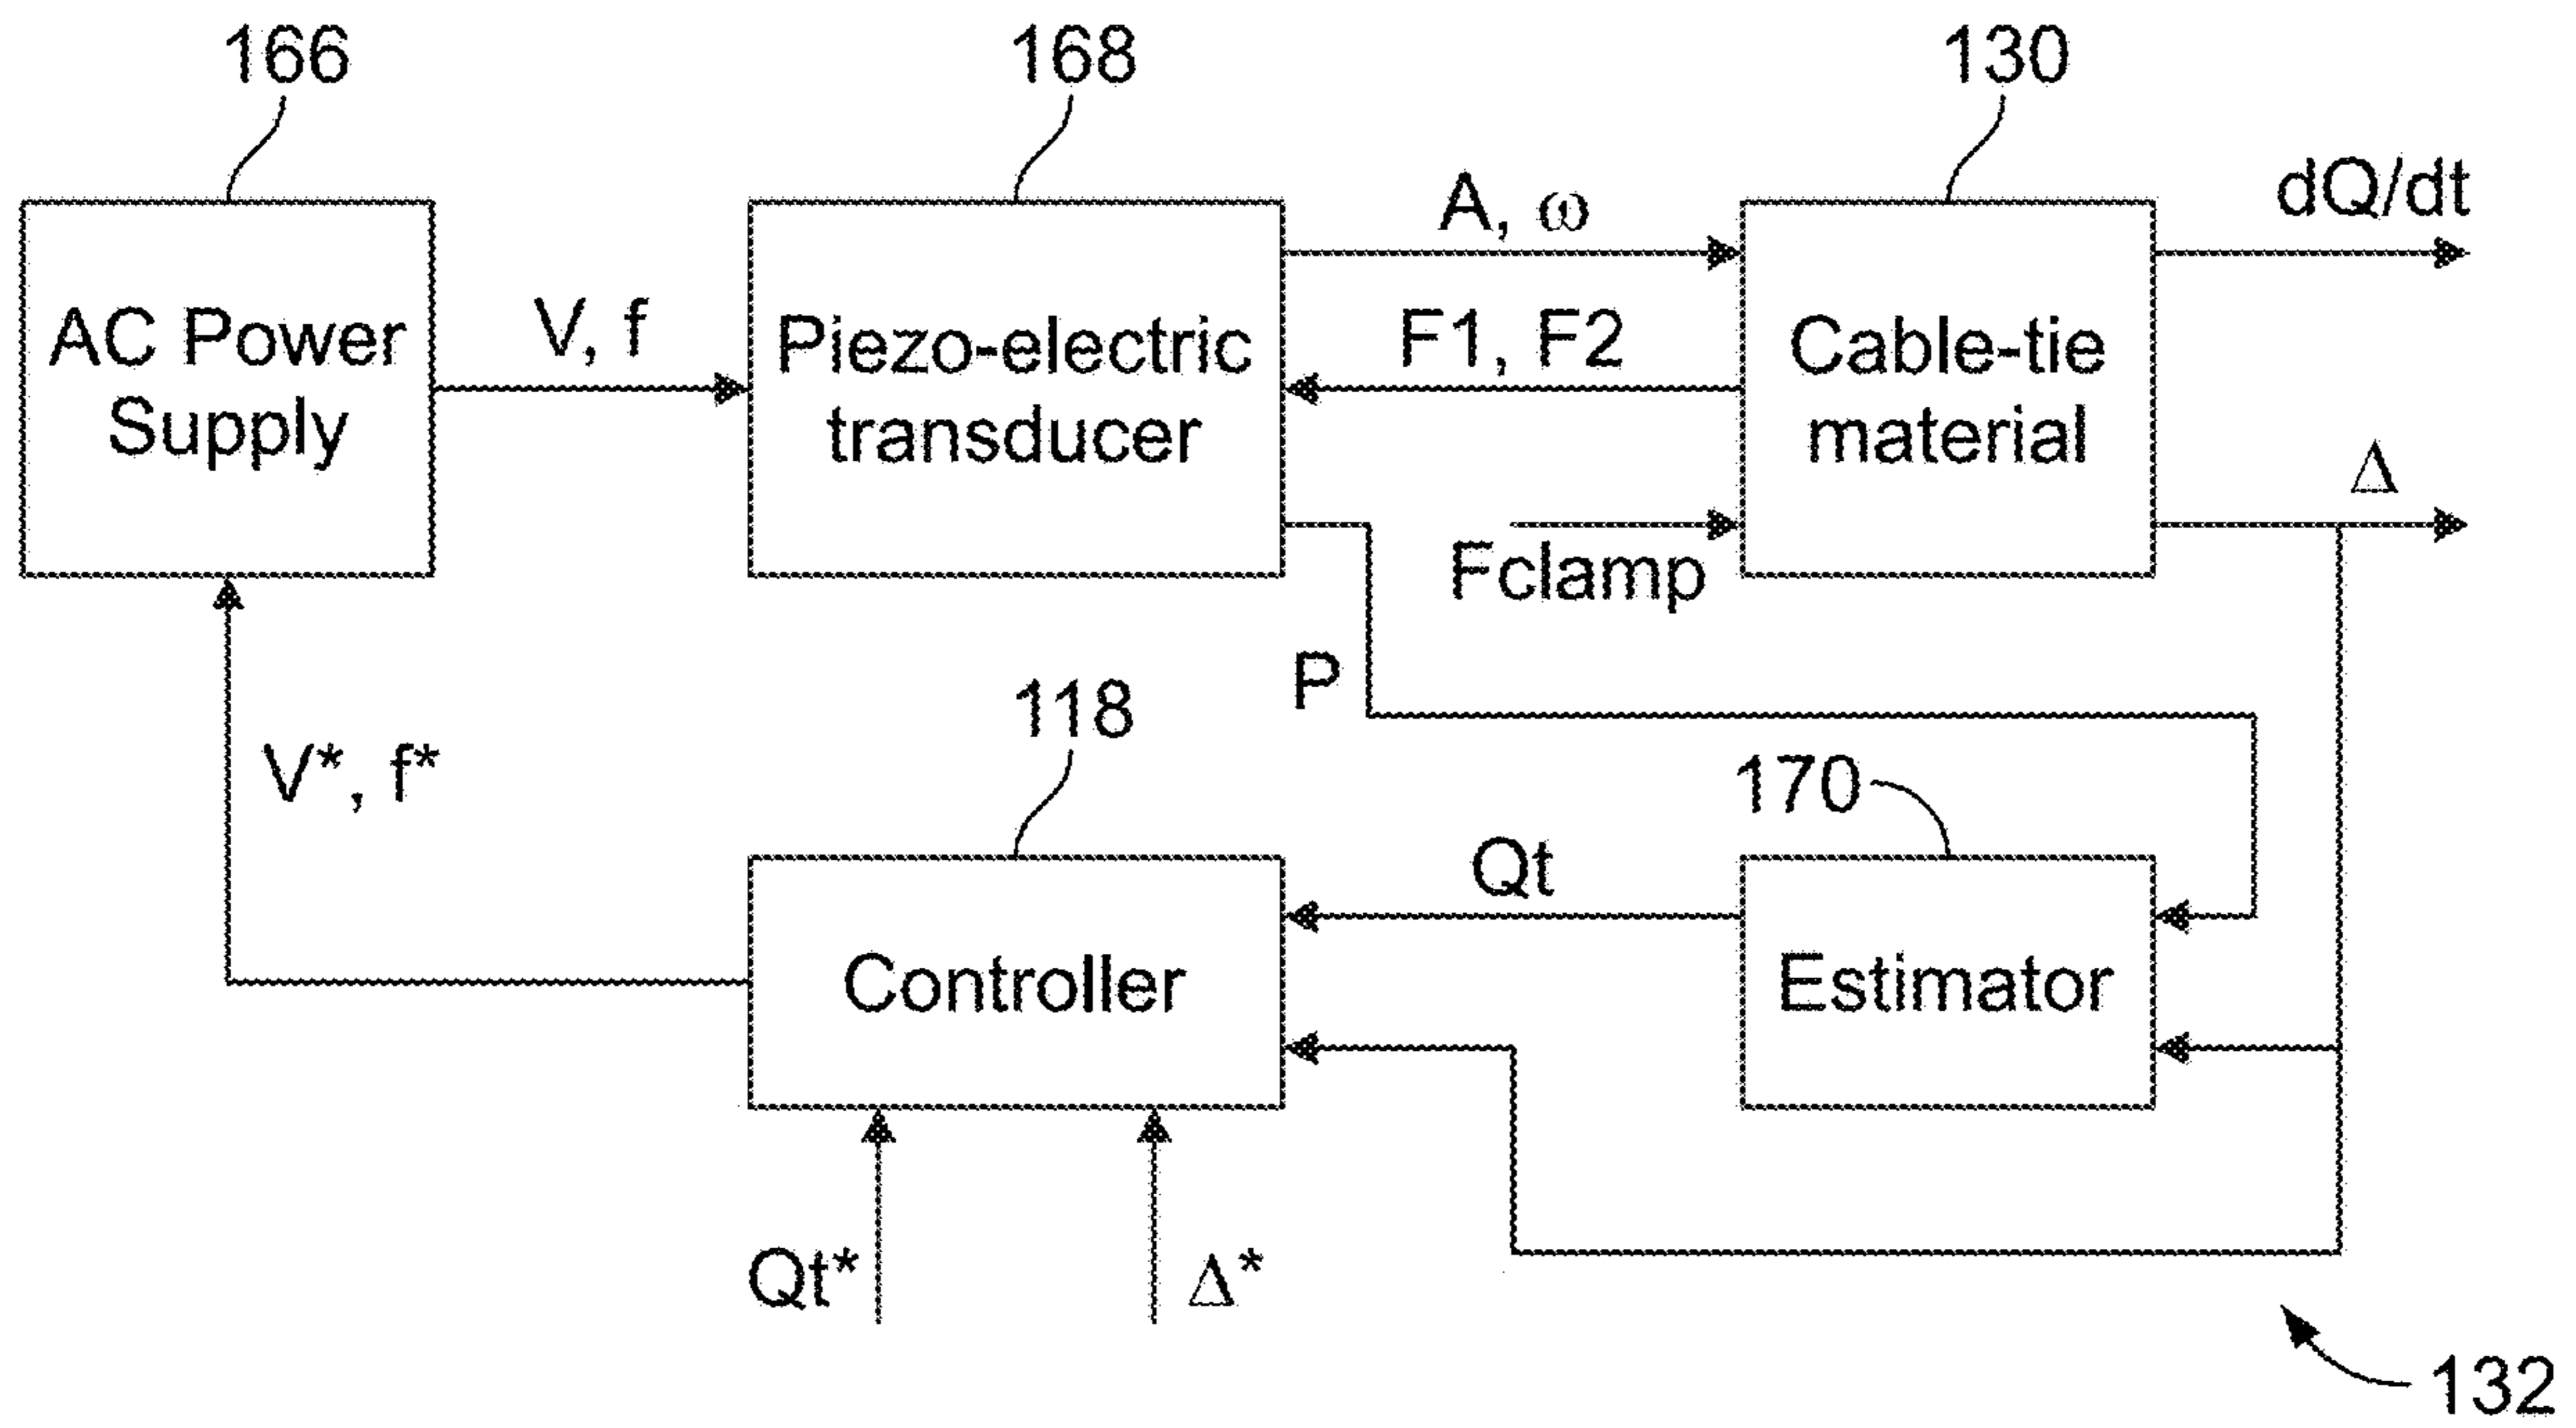 166
168
130
dQ/dt
A, ω
AC Power
Supply
V, f
Piezo-electric
transducer
F1, F2
Cable-tie
material
Δ
Fclamp
P
118
V*, f*
170
Qt
Controller
Estimator
Qt*
Δ*
132